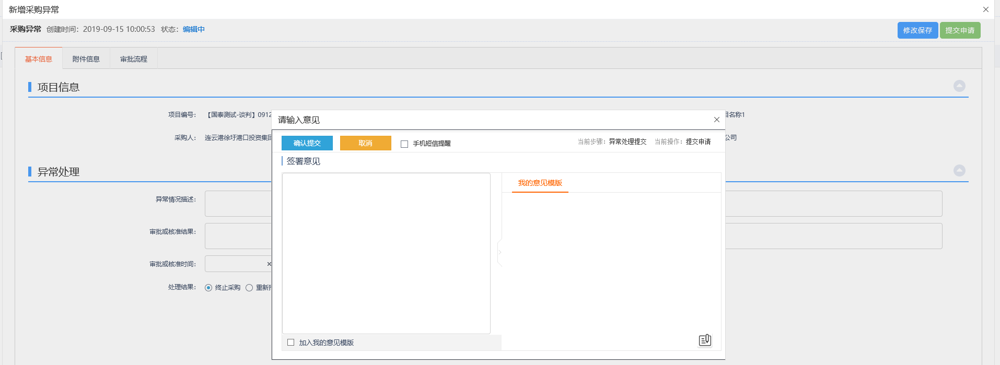 新增采购异常
采购异常 创建时间：2019-09-15 10:00:53 状态：编辑中
修改保存 提交申请
基本信息 附件信息 审批流程
项目信息
项目编号： 【国泰测试-谈判】0912
目名称1
采购人： 连云港徐圩港口投资集团
公司
异常处理
异常情况描述：
审批或核准结果：
审批或核准时间：
处理结果： 终止采购 重新
请输入意见
确认提交 取消 手机短信提醒 当前步骤：异常处理提交 当前操作：提交申请
签署意见
我的意见模版
加入我的意见模版